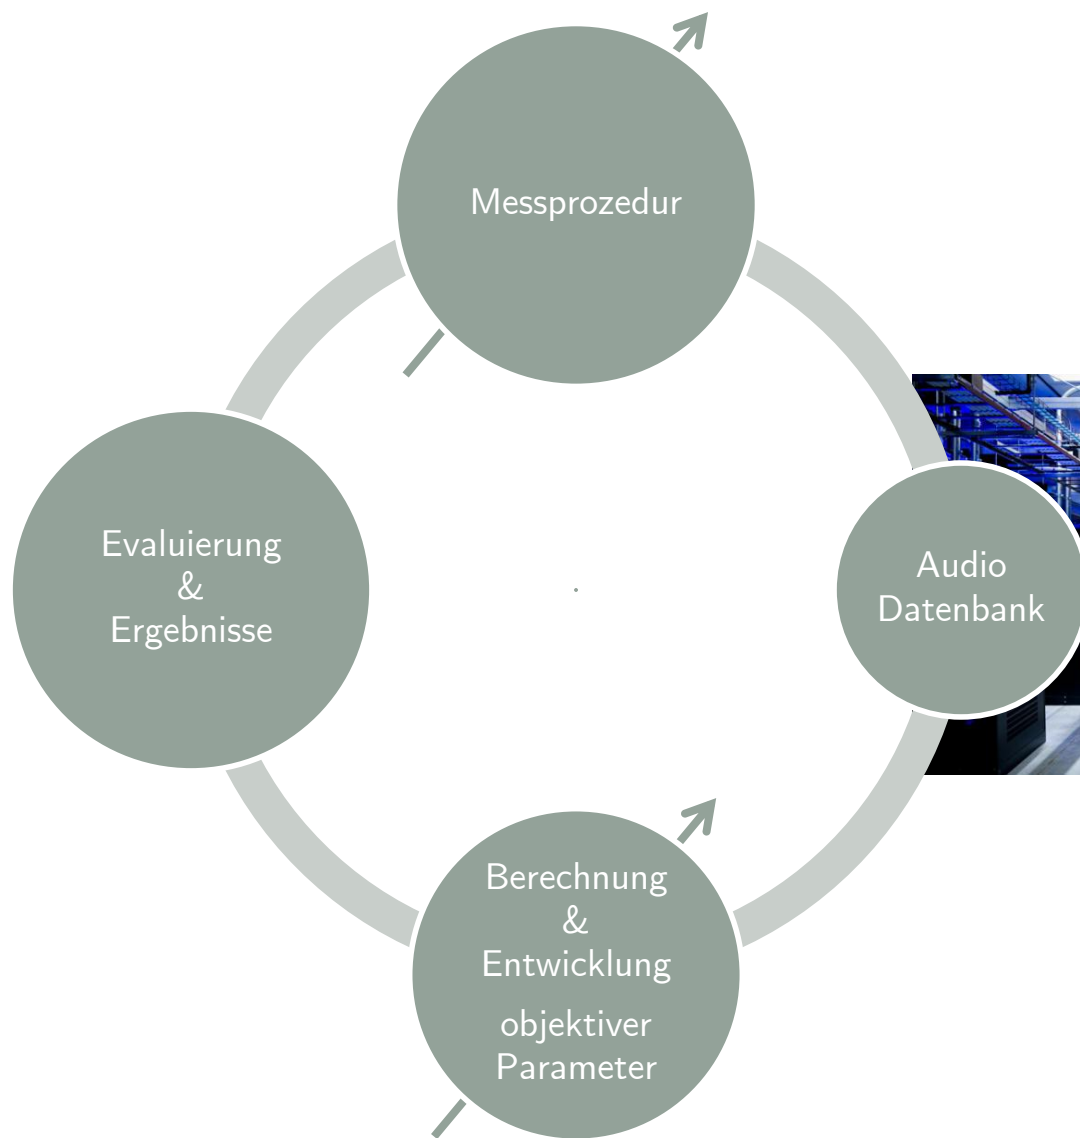 Messprozedur
Audio
Datenbank
Berechnung
&
Entwicklung
objektiver
Parameter
Evaluierung
&
Ergebnisse